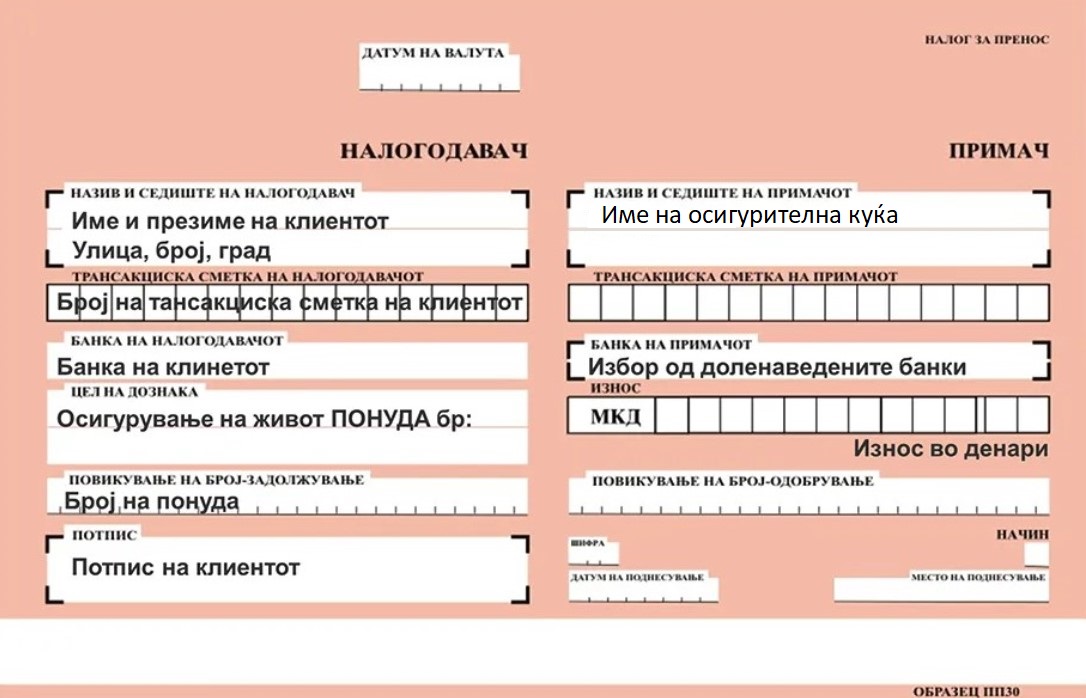 НАЛОГ ЗА ПРЕНОС
ДАТУМ НА ВАЛУТА
НАЛОГОДАВАЧ
НАЗИВ И СЕДИШТЕ НА НАЛОГОДАВАЧ
Име и презиме на клиентот
Улица, број, град
ТРАНСАКЦИСКА СМЕТКА НА НАЛОГОДАВАЧОТ
Број на тансакциска сметка на клиентот
БАНКА НА НАЛОГОДАВАЧОТ
Банка на клинетот
ЦЕЛ НА ДОЗНАКА
Осигурување на живот ПОНУДА бр:
ПОВИКУВАЊЕ НА БРОЈ-ЗАДОЛЖУВАЊЕ
Број на понуда
ПОТПИС
Потпис на клиентот
ПРИМАЧ
НАЗИВ И СЕДИШТЕ НА ПРИМАЧОТ
Име на осигурителна куќа
ТРАНСАКЦИСКА СМЕТКА НА ПРИМАЧОТ
БАНКА НА ПРИМАЧОТ
Избор од доленаведените банки
ИЗНОС
МКД
Износ во денари
ПОВИКУВАЊЕ НА БРОЈ-ОДОБРУВАЊЕ
НАЧИН
ШИФРА
ДАТУМ НА ПОДНЕСУВАЊЕ
МЕСТО НА ПОДНЕСУВАЊЕ
ОБРАЗЕЦ ПП30